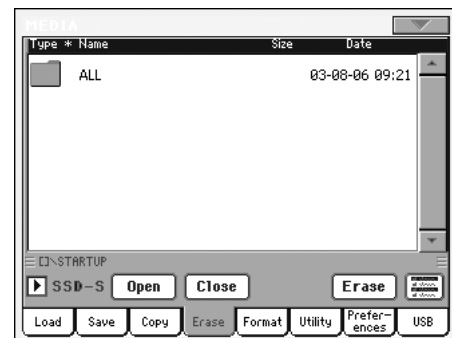 MEDIA
Type * Name Size Date
ALL 03-08-06 09:21
[]\STARTUP
SSD-S Open Close Erase
Load Save Copy Erase Format Utility Prefer-ences USB